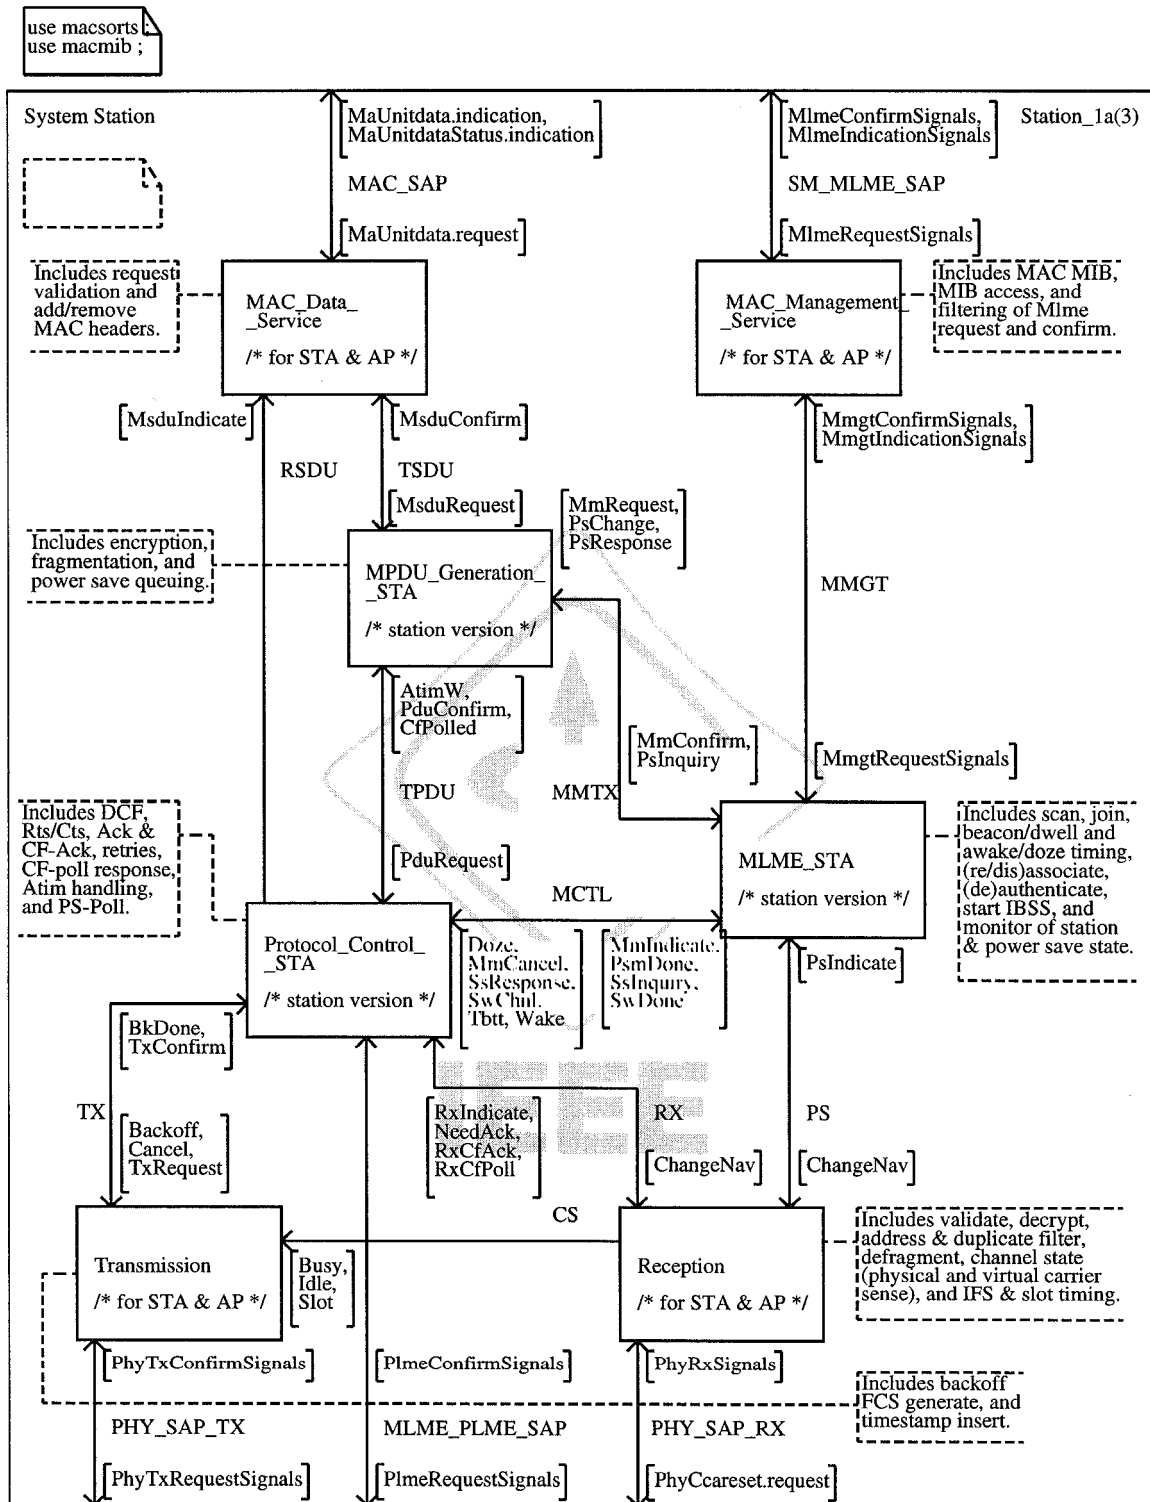 use macsorts ;
use macmib ;
System Station
Station_1a(3)
MaUnitdata.indication,
MaUnitdataStatus.indication
MlmeConfirmSignals,
MlmeIndicationSignals
MAC_SAP
SM_MLME_SAP
MaUnitdata.request
MlmeRequestSignals
Includes request
validation and
add/remove
MAC headers.
MAC_Data_
_Service
/* for STA & AP */
MAC_Management_
_Service
/* for STA & AP */
Includes MAC MIB,
MIB access, and
filtering of Mlme
request and confirm.
MsduIndicate
MsduConfirm
MmgtConfirmSignals,
MmgtIndicationSignals
RSDU
TSDU
MsduRequest
MmRequest,
PsChange,
PsResponse
Includes encryption,
fragmentation, and
power save queuing.
MPDU_Generation_
_STA
/* station version */
MMGT
AtimW,
PduConfirm,
CfPolled
MmConfirm,
PsInquiry
MmgtRequestSignals
TPDU
MMTX
Includes DCF,
Rts/Cts, Ack &
CF-Ack, retries,
CF-poll response,
Atim handling,
and PS-Poll.
PduRequest
MLME_STA
/* station version */
Includes scan, join,
beacon/dwell and
awake/doze timing,
(re/dis)associate,
(de)authenticate,
start IBSS, and
monitor of station
& power save state.
MCTL
Protocol_Control_
_STA
/* station version */
Doze,
MmCancel,
SsResponse,
SwChnl,
Tbtt, Wake
MmIndicate,
PsmDone,
SsInquiry,
SwDone
PsIndicate
BkDone,
TxConfirm
IEEE
TX
Backoff,
Cancel,
TxRequest
RxIndicate,
NeedAck,
RxCfAck,
RxCfPoll
RX
PS
ChangeNav
ChangeNav
CS
Transmission
/* for STA & AP */
Busy,
Idle,
Slot
Reception
/* for STA & AP */
Includes validate, decrypt,
address & duplicate filter,
defragment, channel state
(physical and virtual carrier
sense), and IFS & slot timing.
PhyTxConfirmSignals
PlmeConfirmSignals
PhyRxSignals
Includes backoff
FCS generate, and
timestamp insert.
PHY_SAP_TX
MLME_PLME_SAP
PHY_SAP_RX
PhyTxRequestSignals
PlmeRequestSignals
PhyCcareset.request